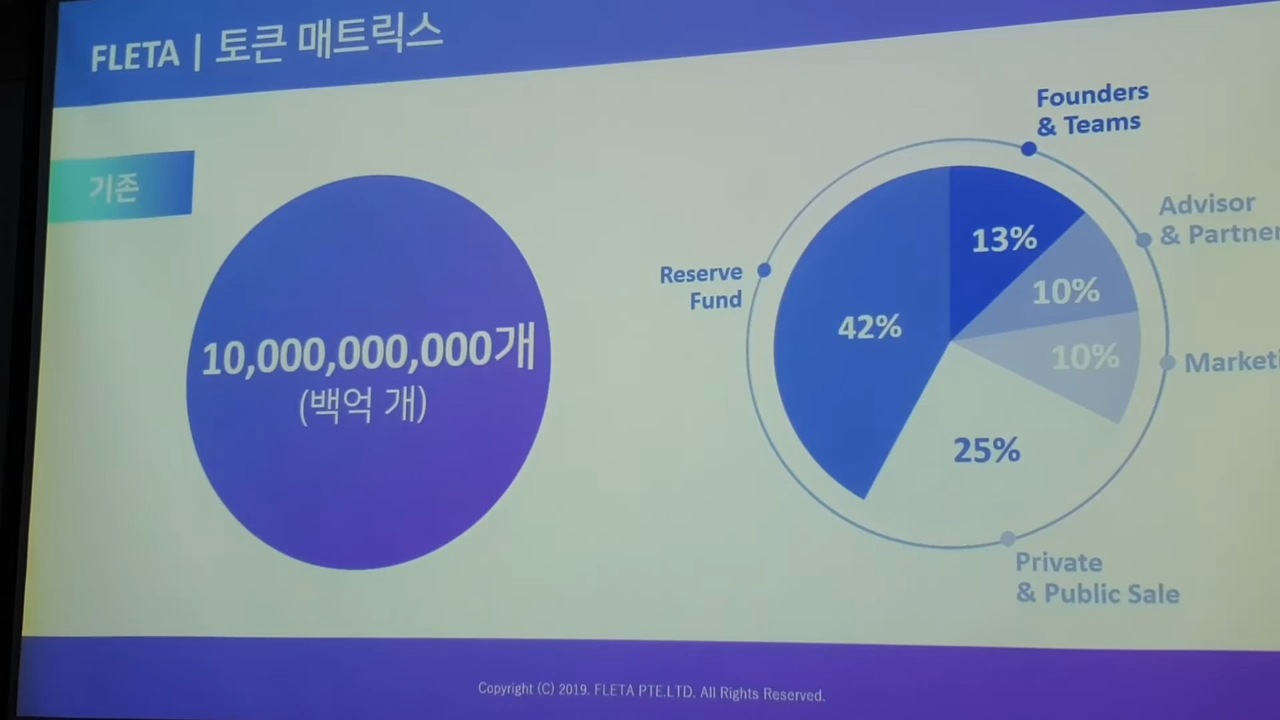 FLETA | 토큰 매트릭스
기존
10,000,000,000개
(백억 개)
Founders
& Teams
13%
Advisor
& Partner
10%
Marketi
10%
Reserve
Fund
42%
25%
Private
& Public Sale
Copyright (C) 2019. FLETA PTE.LTD. All Rights Reserved.